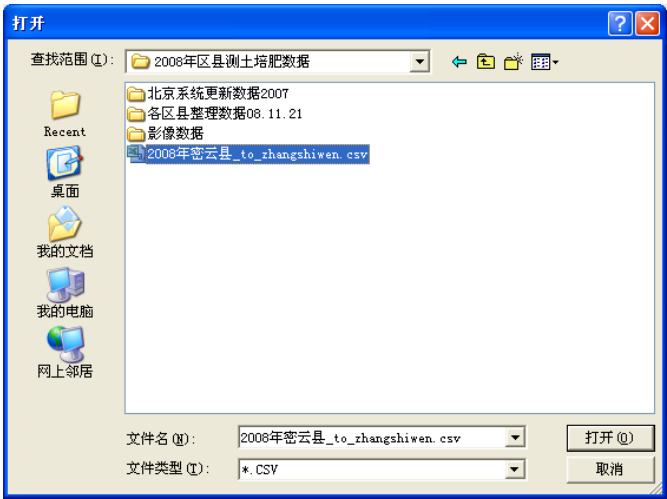 打开
查找范围(I): 2008年区县测土培肥数据
北京系统更新数据2007
各区县整理数据08.11.21
影像数据
2008年密云县_to_zhangshiwen.csv
Recent
桌面
我的文档
我的电脑
网上邻居
文件名(N): 2008年密云县_to_zhangshiwen.csv 打开(O)
文件类型(T): *.CSV 取消